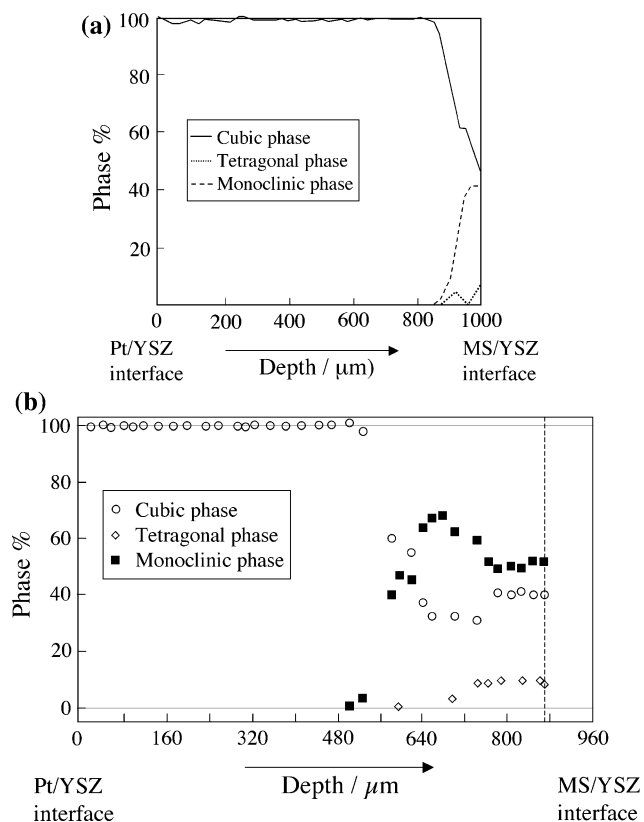 (a)
100
80
60
40
20
Phase %
Cubic phase
Tetragonal phase
Monoclinic phase
0 200 400 600 800 1000
Pt/YSZ
interface
Depth / μm)
MS/YSZ
interface
(b)
100
80
60
40
20
0
Phase %
Cubic phase
Tetragonal phase
Monoclinic phase
0 160 320 640 800 960
Pt/YSZ
interface
Depth / μm
MS/YSZ
interface